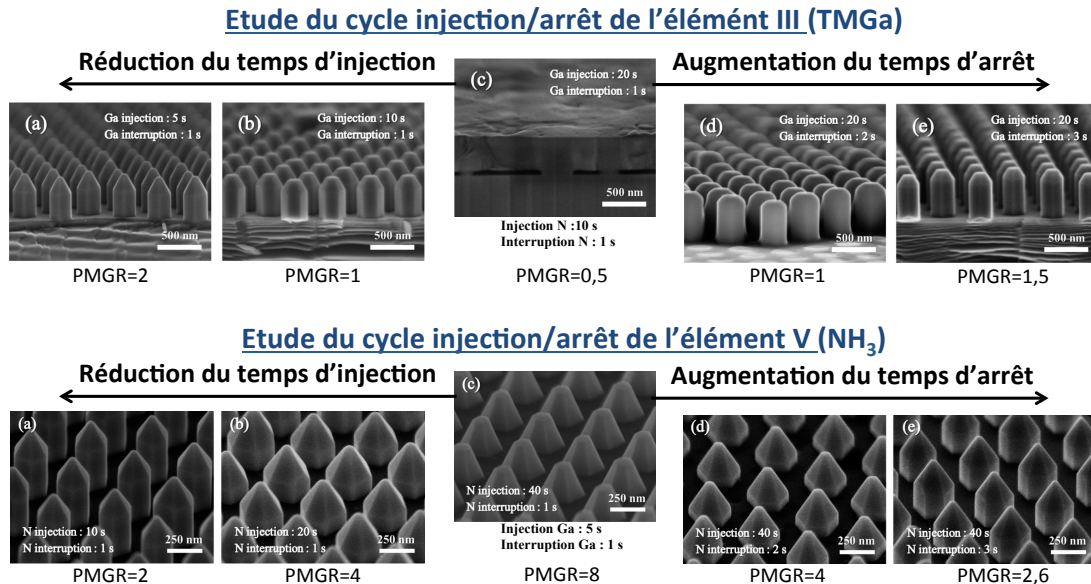 Etude du cycle injection/arrêt de l'élémént III (TMGa)
Réduction du temps d'injection
Augmentation du temps d'arrêt
(a)
Ga injection : 5 s
Ga interruption : 1 s
500 nm
PMGR=2
(b)
Ga injection : 10 s
Ga interruption : 1 s
500 nm
PMGR=1
(c)
Ga injection : 20 s
Ga interruption : 1 s
500 nm
Injection N :10 s
Interruption N : 1 s
PMGR=0,5
(d)
Ga injection : 20 s
Ga interruption : 2 s
500 nm
PMGR=1
(e)
Ga injection : 20 s
Ga interruption : 3 s
500 nm
PMGR=1,5
Etude du cycle injection/arrêt de l'élément V (NH₃)
Réduction du temps d'injection
Augmentation du temps d'arrêt
(a)
N injection : 10 s
N interruption : 1 s
250 nm
PMGR=2
(b)
N injection : 20 s
N interruption : 1 s
250 nm
PMGR=4
(c)
N injection : 40 s
N interruption : 1 s
250 nm
Injection Ga : 5 s
Interruption Ga : 1 s
PMGR=8
(d)
N injection : 40 s
N interruption : 2 s
250 nm
PMGR=4
(e)
N injection : 40 s
N interruption : 3 s
250 nm
PMGR=2,6